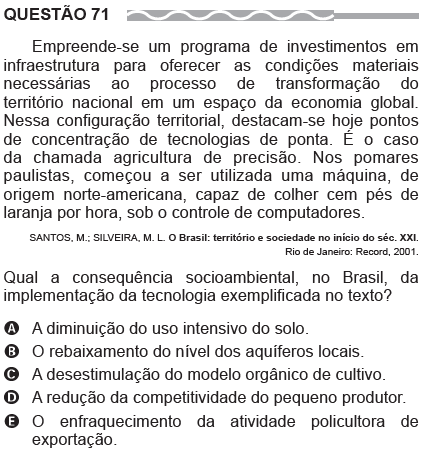 QUESTÃO 71
Empreende-se um programa de investimentos em
infraestrutura para oferecer as condições materiais
necessárias ao processo de transformação do
território nacional em um espaço da economia global.
Nessa configuração territorial, destacam-se hoje pontos
de concentração de tecnologias de ponta. É o caso
da chamada agricultura de precisão. Nos pomares
paulistas, começou a ser utilizada uma máquina, de
origem norte-americana, capaz de colher cem pés de
laranja por hora, sob o controle de computadores.
SANTOS, M.; SILVEIRA, M. L. O Brasil: território e sociedade no início do séc. XXI.
Rio de Janeiro: Record, 2001.
Qual a consequência socioambiental, no Brasil, da
implementação da tecnologia exemplificada no texto?
A A diminuição do uso intensivo do solo.
B O rebaixamento do nível dos aquíferos locais.
C A desestimulação do modelo orgânico de cultivo.
D A redução da competitividade do pequeno produtor.
E O enfraquecimento da atividade policultora de
exportação.